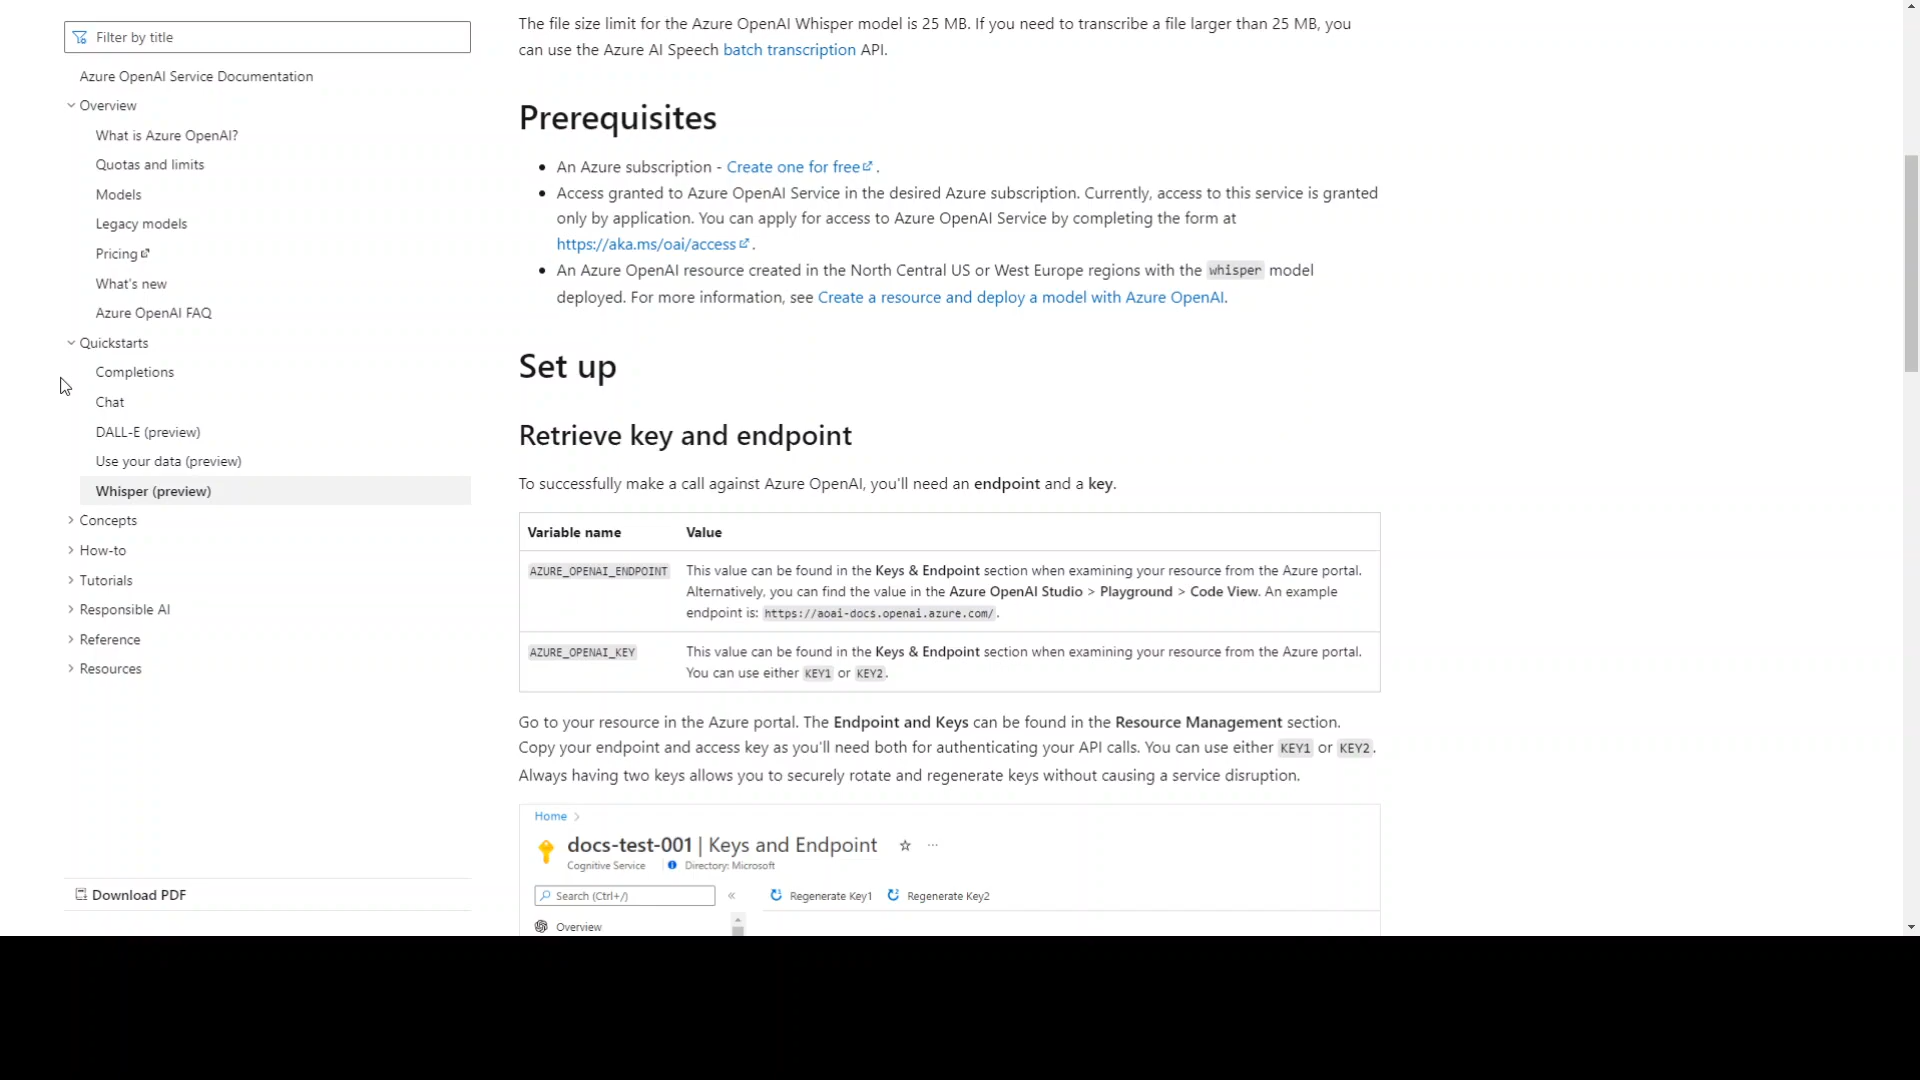 Filter by title
Azure OpenAI Service Documentation
Overview
What is Azure OpenAI?
Quotas and limits
Models
Legacy models
Pricing
What's new
Azure OpenAI FAQ
Quickstarts
Completions
Chat
DALL-E (preview)
Use your data (preview)
Whisper (preview)
Concepts
How-to
Tutorials
Responsible AI
Reference
Resources
Download PDF
The file size limit for the Azure OpenAI Whisper model is 25 MB. If you need to transcribe a file larger than 25 MB, you
can use the Azure AI Speech batch transcription API.
Prerequisites
• An Azure subscription - Create one for free.
• Access granted to Azure OpenAI Service in the desired Azure subscription. Currently, access to this service is granted
only by application. You can apply for access to Azure OpenAI Service by completing the form at
https://aka.ms/oai/access.
• An Azure OpenAI resource created in the North Central US or West Europe regions with the whisper model
deployed. For more information, see Create a resource and deploy a model with Azure OpenAI.
Set up
Retrieve key and endpoint
To successfully make a call against Azure OpenAI, you'll need an endpoint and a key.
Variable name Value
AZURE_OPENAI_ENDPOINT This value can be found in the Keys & Endpoint section when examining your resource from the Azure portal.
Alternatively, you can find the value in the Azure OpenAI Studio > Playground > Code View. An example
endpoint is: https://aoai-docs.openai.azure.com/.
AZURE_OPENAI_KEY This value can be found in the Keys & Endpoint section when examining your resource from the Azure portal.
You can use either KEY1 or KEY2.
Go to your resource in the Azure portal. The Endpoint and Keys can be found in the Resource Management section.
Copy your endpoint and access key as you'll need both for authenticating your API calls. You can use either KEY1 or KEY2.
Always having two keys allows you to securely rotate and regenerate keys without causing a service disruption.
Home >
docs-test-001 | Keys and Endpoint ☆ ...
Cognitive Service Directory: Microsoft
Search (Ctrl+/) « Regenerate Key1 Regenerate Key2
Overview